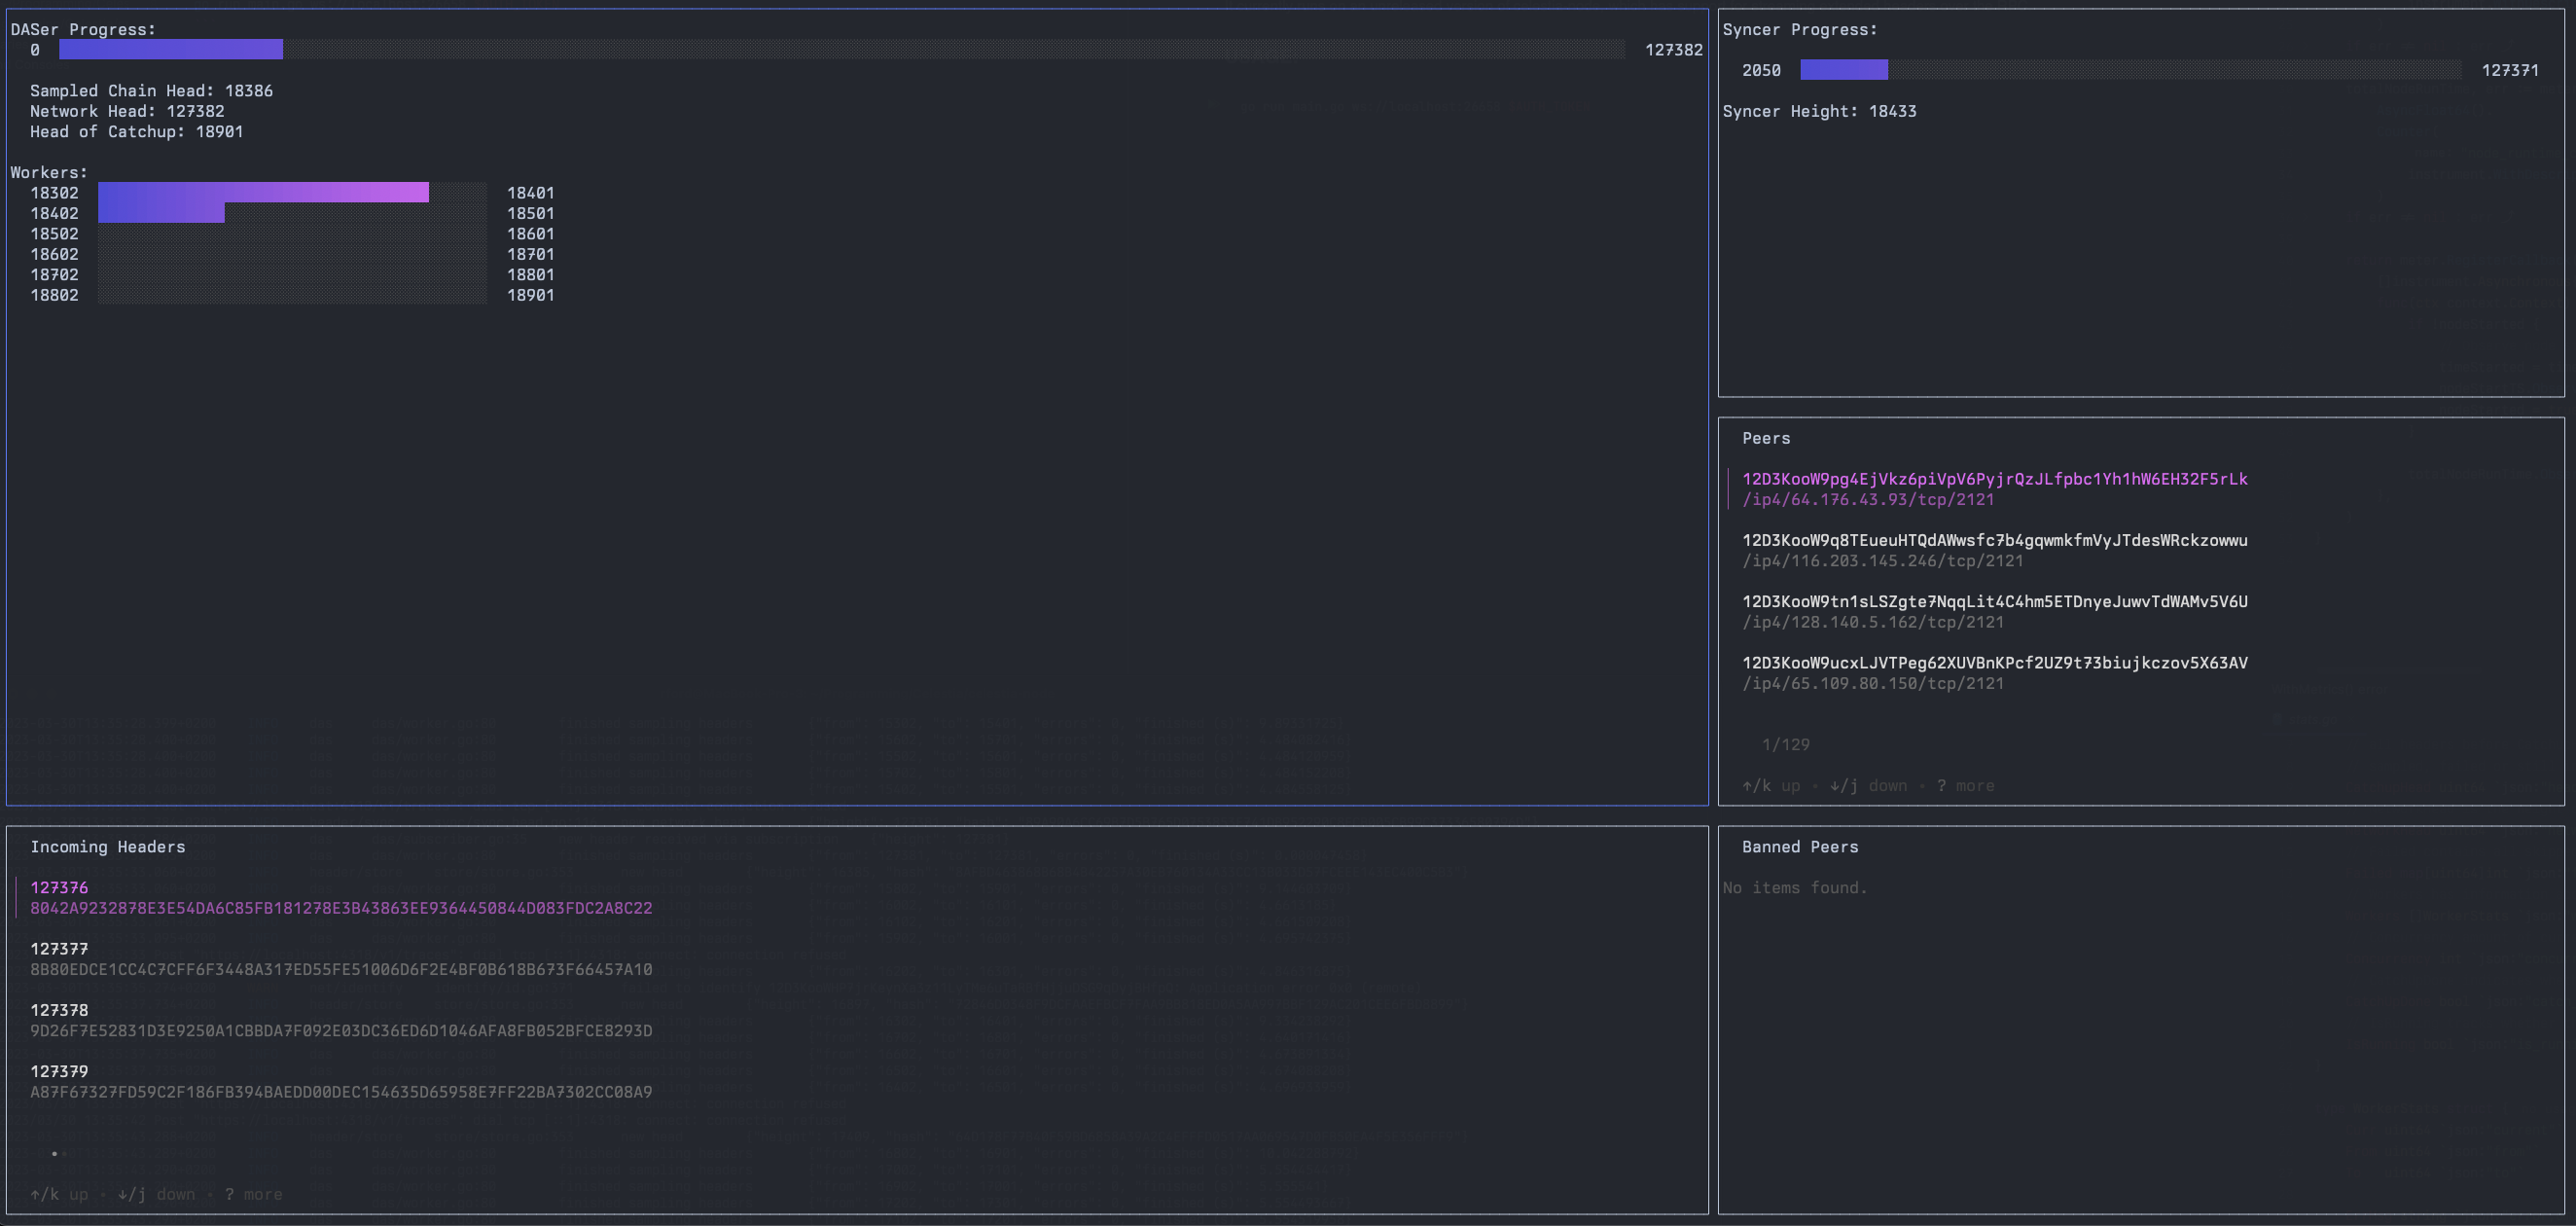 DASer Progress:
0 127382
Sampled Chain Head: 18386
Network Head: 127382
Head of Catchup: 18901
Workers:
18302 18401
18402 18501
18502 18601
18602 18701
18702 18801
18802 18901
Syncer Progress:
2050 127371
Syncer Height: 18433
Peers
12D3KooW9pg4EjVkz6piVpV6PyjrQzJLfpbc1Yh1hW6EH32F5rLk
/ip4/64.176.43.93/tcp/2121
12D3KooW9q8TEueuHTQdAWwsfc7b4gqwmkfmVyJTdesWRckzowwu
/ip4/116.203.145.246/tcp/2121
12D3KooW9tn1sLSZgte7NqqLit4C4hm5ETDnyeJuwvTdWAMv5V6U
/ip4/128.140.5.162/tcp/2121
12D3KooW9ucxLJVTPeg62XUVBnKPcf2UZ9t73biujkczov5X63AV
/ip4/65.109.80.150/tcp/2121
1/129
↑/k up • ↓/j down • ? more
Incoming Headers
127376
8042A9232878E3E54DA6C85FB181278E3B43863EE9364450844D083FDC2A8C22
127377
8B80EDCE1CC4C7CFF6F3448A317ED55FE51006D6F2E4BF0B618B673F66457A10
127378
9D26F7E52831D3E9250A1CBBDA7F092E03DC36ED6D1046AFA8FB052BFCE8293D
127379
A87F67327FD59C2F186FB394BAEDD00DEC154635D65958E7FF22BA7302CC08A9
↑/k up • ↓/j down • ? more
Banned Peers
No items found.